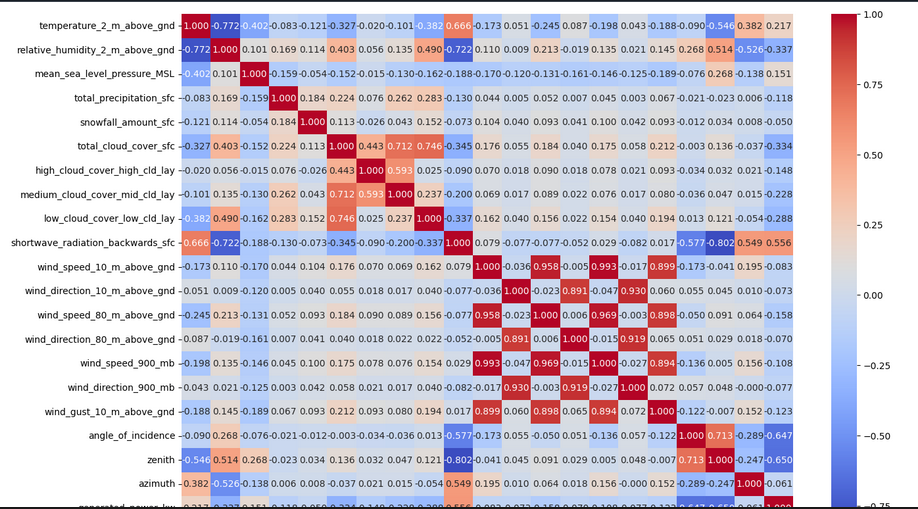 temperature_2_m_above_gnd 1.000 -0.772 -0.402 -0.083 -0.121 -0.327 -0.020 -0.101 -0.382 0.666 -0.173 0.051 -0.245 0.087 -0.198 0.043 -0.188 -0.090 -0.546 0.382 0.217 1.00
relative_humidity_2_m_above_gnd -0.772 1.000 0.101 0.169 0.114 0.403 0.056 0.135 0.490 -0.722 0.110 0.009 0.213 -0.019 0.135 0.021 0.145 0.268 0.514 -0.526 -0.337
mean_sea_level_pressure_MSL -0.402 0.101 1.000 -0.159 -0.054 -0.152 -0.015 -0.130 -0.162 -0.188 -0.170 -0.120 -0.131 -0.161 -0.146 -0.125 -0.189 -0.076 0.268 -0.138 0.151
0.75
total_precipitation_sfc -0.083 0.169 -0.159 1.000 0.184 0.224 0.076 0.262 0.283 -0.130 0.044 0.005 0.052 0.007 0.045 0.003 0.067 -0.021 -0.023 0.006 -0.118
snowfall_amount_sfc -0.121 0.114 -0.054 0.184 1.000 0.113 -0.026 0.043 0.152 -0.073 0.104 0.040 0.093 0.041 0.100 0.042 0.093 -0.012 0.034 0.008 -0.050
total_cloud_cover_sfc -0.327 0.403 -0.152 0.224 0.113 1.000 0.443 0.712 0.746 -0.345 0.176 0.055 0.184 0.040 0.175 0.058 0.212 -0.003 0.136 -0.037 -0.334
0.50
high_cloud_cover_high_cld_lay -0.020 0.056 -0.015 0.076 -0.026 0.443 1.000 0.593 0.025 -0.090 0.070 0.018 0.090 0.018 0.078 0.021 0.093 -0.034 0.032 0.021 -0.148
medium_cloud_cover_mid_cld_lay -0.101 0.135 -0.130 0.262 0.043 0.712 0.593 1.000 0.237 -0.200 0.069 0.017 0.089 0.022 0.076 0.017 0.080 -0.036 0.047 0.015 -0.228
low_cloud_cover_low_cld_lay -0.382 0.490 -0.162 0.283 0.152 0.746 0.025 0.237 1.000 -0.337 0.162 0.040 0.156 0.022 0.154 0.040 0.194 0.013 0.121 -0.054 -0.288
0.25
shortwave_radiation_backwards_sfc 0.666 -0.722 -0.188 -0.130 -0.073 -0.345 -0.090 -0.200 -0.337 1.000 0.079 -0.077 -0.077 -0.052 0.029 -0.082 0.017 -0.577 -0.802 0.549 0.556
wind_speed_10_m_above_gnd -0.173 0.110 -0.170 0.044 0.104 0.176 0.070 0.069 0.162 0.079 1.000 -0.036 0.958 -0.005 0.993 -0.017 0.899 -0.173 -0.041 0.195 -0.083
wind_direction_10_m_above_gnd 0.051 0.009 -0.120 0.005 0.040 0.055 0.018 0.017 0.040 -0.077 -0.036 1.000 -0.023 0.891 -0.047 0.930 0.060 0.055 0.045 0.010 -0.073
0.00
wind_speed_80_m_above_gnd -0.245 0.213 -0.131 0.052 0.093 0.184 0.090 0.089 0.156 -0.077 0.958 -0.023 1.000 0.006 0.969 -0.003 0.898 -0.050 0.091 0.064 -0.158
wind_direction_80_m_above_gnd 0.087 -0.019 -0.161 0.007 0.041 0.040 0.018 0.022 0.022 -0.052 -0.005 0.891 0.006 1.000 -0.015 0.919 0.065 0.051 0.029 0.018 -0.070
wind_speed_900_mb -0.198 0.135 -0.146 0.045 0.100 0.175 0.078 0.076 0.154 0.029 0.993 -0.047 0.969 -0.015 1.000 -0.027 0.894 -0.136 0.005 0.156 -0.108
−0.25
wind_direction_900_mb 0.043 0.021 -0.125 0.003 0.042 0.058 0.021 0.017 0.040 -0.082 -0.017 0.930 -0.003 0.919 -0.027 1.000 0.072 0.057 0.048 -0.000 -0.077
wind_gust_10_m_above_gnd -0.188 0.145 -0.189 0.067 0.093 0.212 0.093 0.080 0.194 0.017 0.899 0.060 0.898 0.065 0.894 0.072 1.000 -0.122 -0.007 0.152 -0.123
angle_of_incidence -0.090 0.268 -0.076 -0.021 -0.012 -0.003 -0.034 -0.036 0.013 -0.577 -0.173 0.055 -0.050 0.051 -0.136 0.057 -0.122 1.000 0.713 -0.289 -0.647
−0.50
zenith -0.546 0.514 0.268 -0.023 0.034 0.136 0.032 0.047 0.121 -0.802 -0.041 0.045 0.091 0.029 0.005 0.048 -0.007 0.713 1.000 -0.247 -0.650
azimuth 0.382 -0.526 -0.138 0.006 0.008 -0.037 0.021 0.015 -0.054 0.549 0.195 0.010 0.064 0.018 0.156 -0.000 0.152 -0.289 -0.247 1.000 -0.061
−0.75